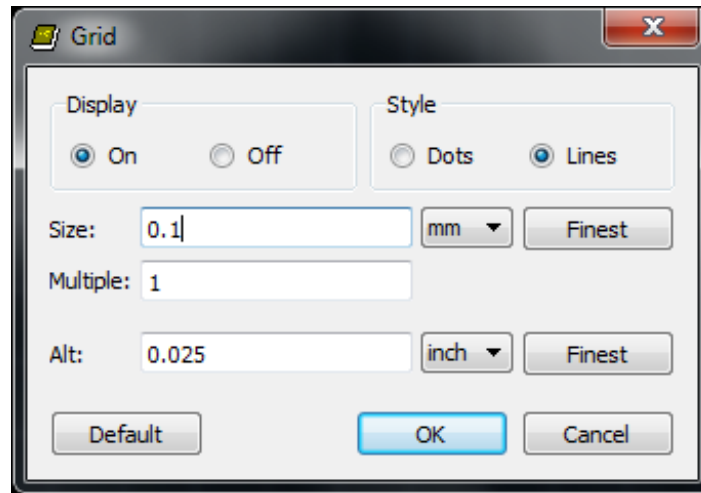 Grid
Display
Style
On
Off
Dots
Lines
Size:
0.1
mm
Finest
Multiple:
1
Alt:
0.025
inch
Finest
Default
OK
Cancel